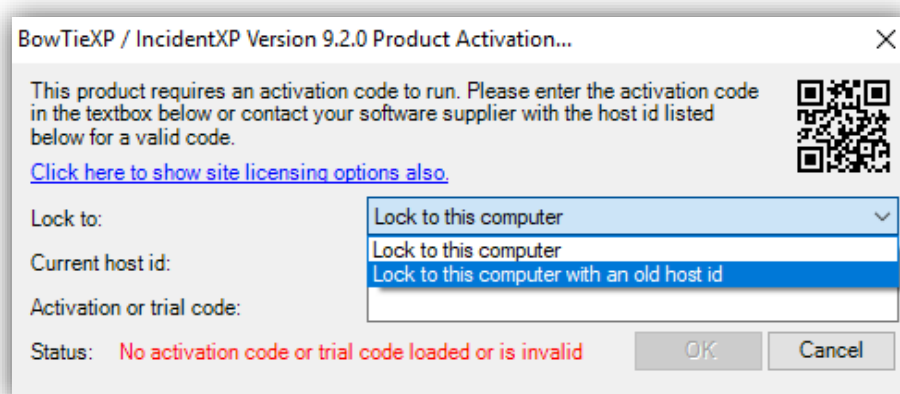 BowTieXP / IncidentXP Version 9.2.0 Product Activation...
This product requires an activation code to run. Please enter the activation code
in the textbox below or contact your software supplier with the host id listed
below for a valid code.
Click here to show site licensing options also.
Lock to: Lock to this computer
Lock to this computer
Current host id:
Lock to this computer with an old host id
Activation or trial code:
Status: No activation code or trial code loaded or is invalid OK Cancel